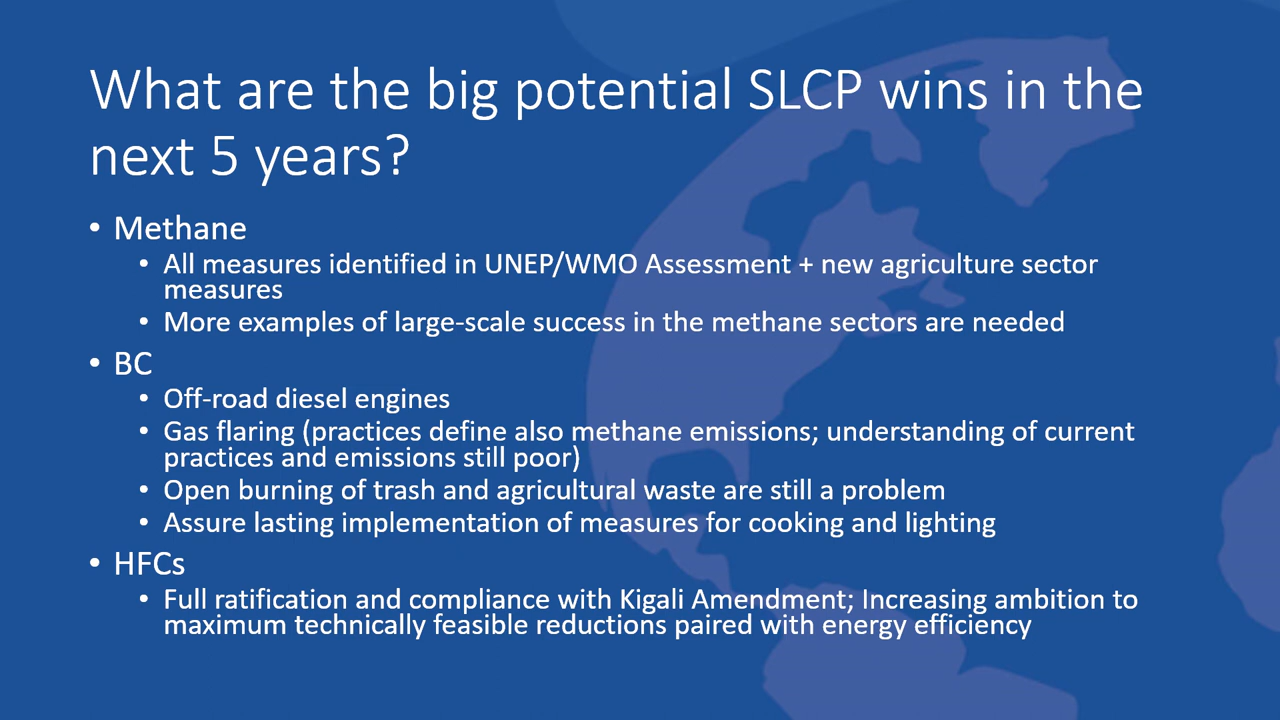 What are the big potential SLCP wins in the
next 5 years?
• Methane
• All measures identified in UNEP/WMO Assessment + new agriculture sector
measures
• More examples of large-scale success in the methane sectors are needed
• BC
• Off-road diesel engines
• Gas flaring (practices define also methane emissions; understanding of current
practices and emissions still poor)
• Open burning of trash and agricultural waste are still a problem
• Assure lasting implementation of measures for cooking and lighting
• HFCs
• Full ratification and compliance with Kigali Amendment; Increasing ambition to
maximum technically feasible reductions paired with energy efficiency